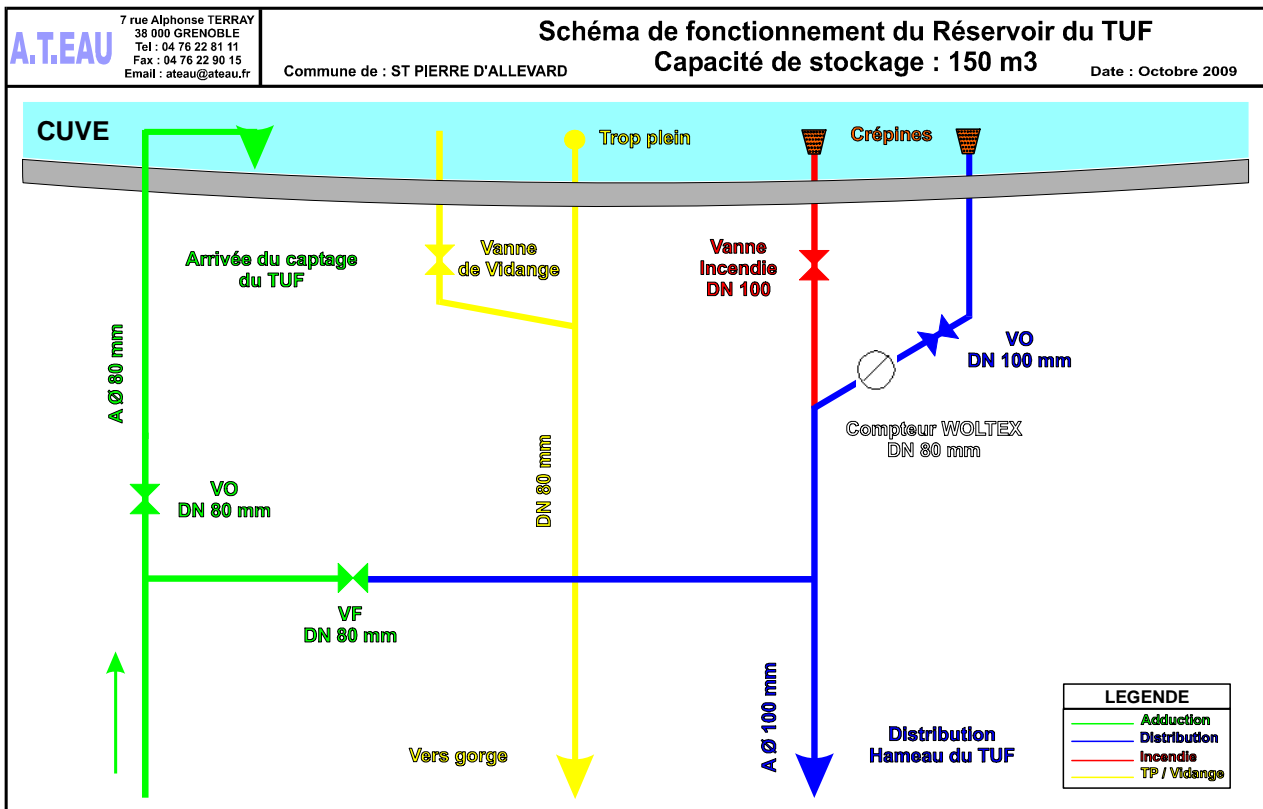 A.T.EAU
7 rue Alphonse TERRAY
38 000 GRENOBLE
Tel : 04 76 22 81 11
Fax : 04 76 22 90 15
Email : ateau@ateau.fr
Commune de : ST PIERRE D'ALLEVARD
Schéma de fonctionnement du Réservoir du TUF
Capacité de stockage : 150 m3
Date : Octobre 2009
CUVE
Trop plein
Crépines
Arrivée du captage
du TUF
Vanne
de Vidange
Vanne
Incendie
DN 100
VO
DN 100 mm
A Ø 80 mm
Compteur WOLTEX
DN 80 mm
VO
DN 80 mm
DN 80 mm
VF
DN 80 mm
A Ø 100 mm
Vers gorge
Distribution
Hameau du TUF
LEGENDE
Adduction
Distribution
Incendie
TP / Vidange